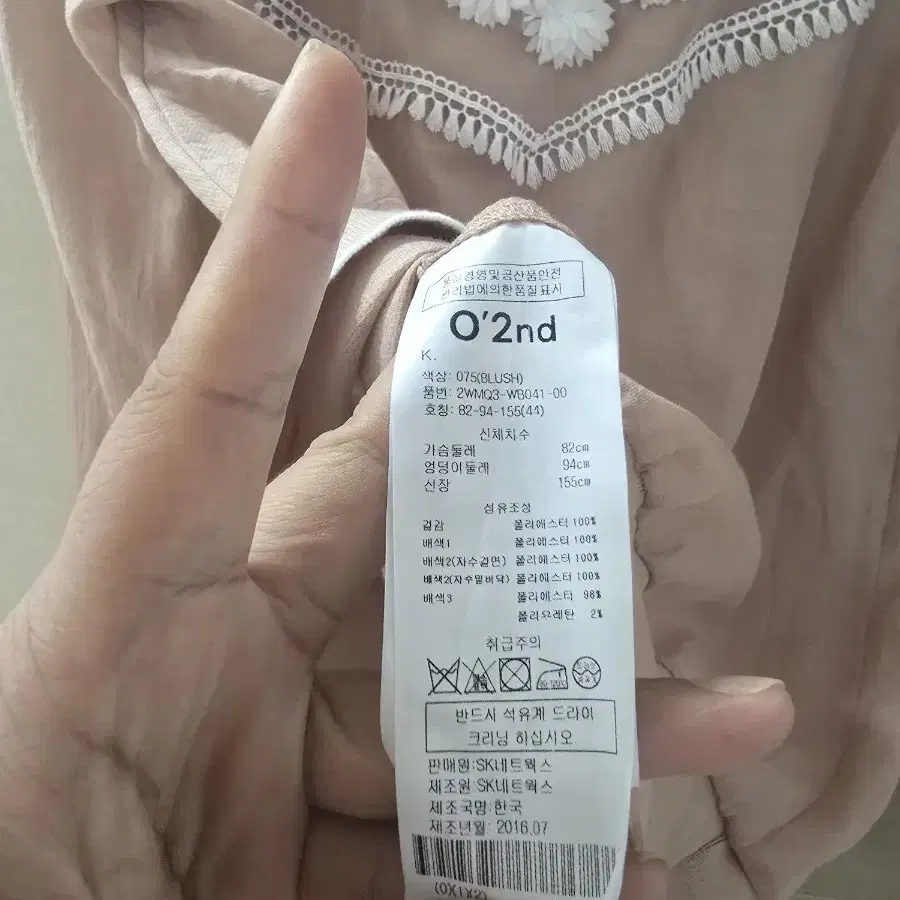 품질경영및공산품안전
관리법에의한품질표시
O'2nd
K.
색상: 075(BLUSH)
품번: 2WMQ3-WB041-00
호칭: 82-94-155(44)
신체치수
가슴둘레 82cm
엉덩이둘레 94cm
신장 155cm
섬유조성
겉감 폴리에스터 100%
배색1 폴리에스터 100%
배색2(자수겉면) 폴리에스터 100%
배색2(자수밑바닥) 폴리에스터 100%
배색3 폴리에스터 98%
폴리우레탄 2%
취급주의
80-120℃
반드시 석유계 드라이
크리닝 하십시오.
판매원:SK네트웍스
제조원:SK네트웍스
제조국명:한국
제조년월: 2016.07
(0X1X2)